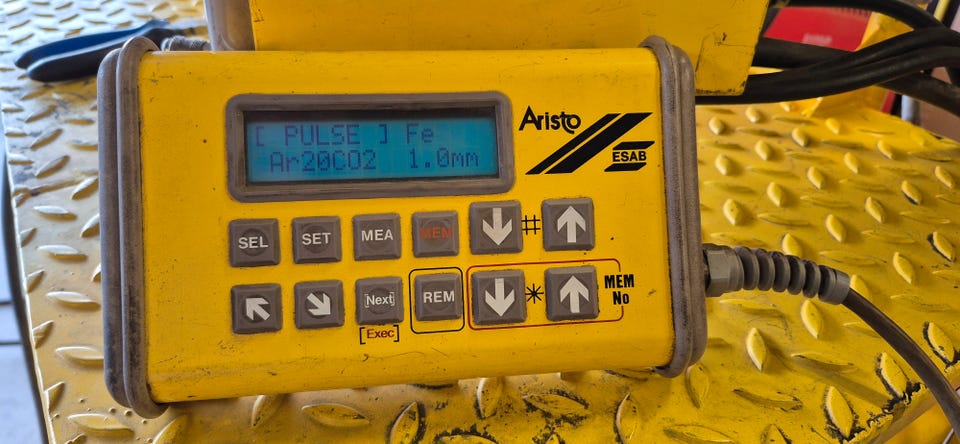 [ PULSE ] Fe
Ar20CO2 1.0mm
Aristo
ESAB
SEL SET MEA MEM #
[Next] REM * MEM No
[Exec]